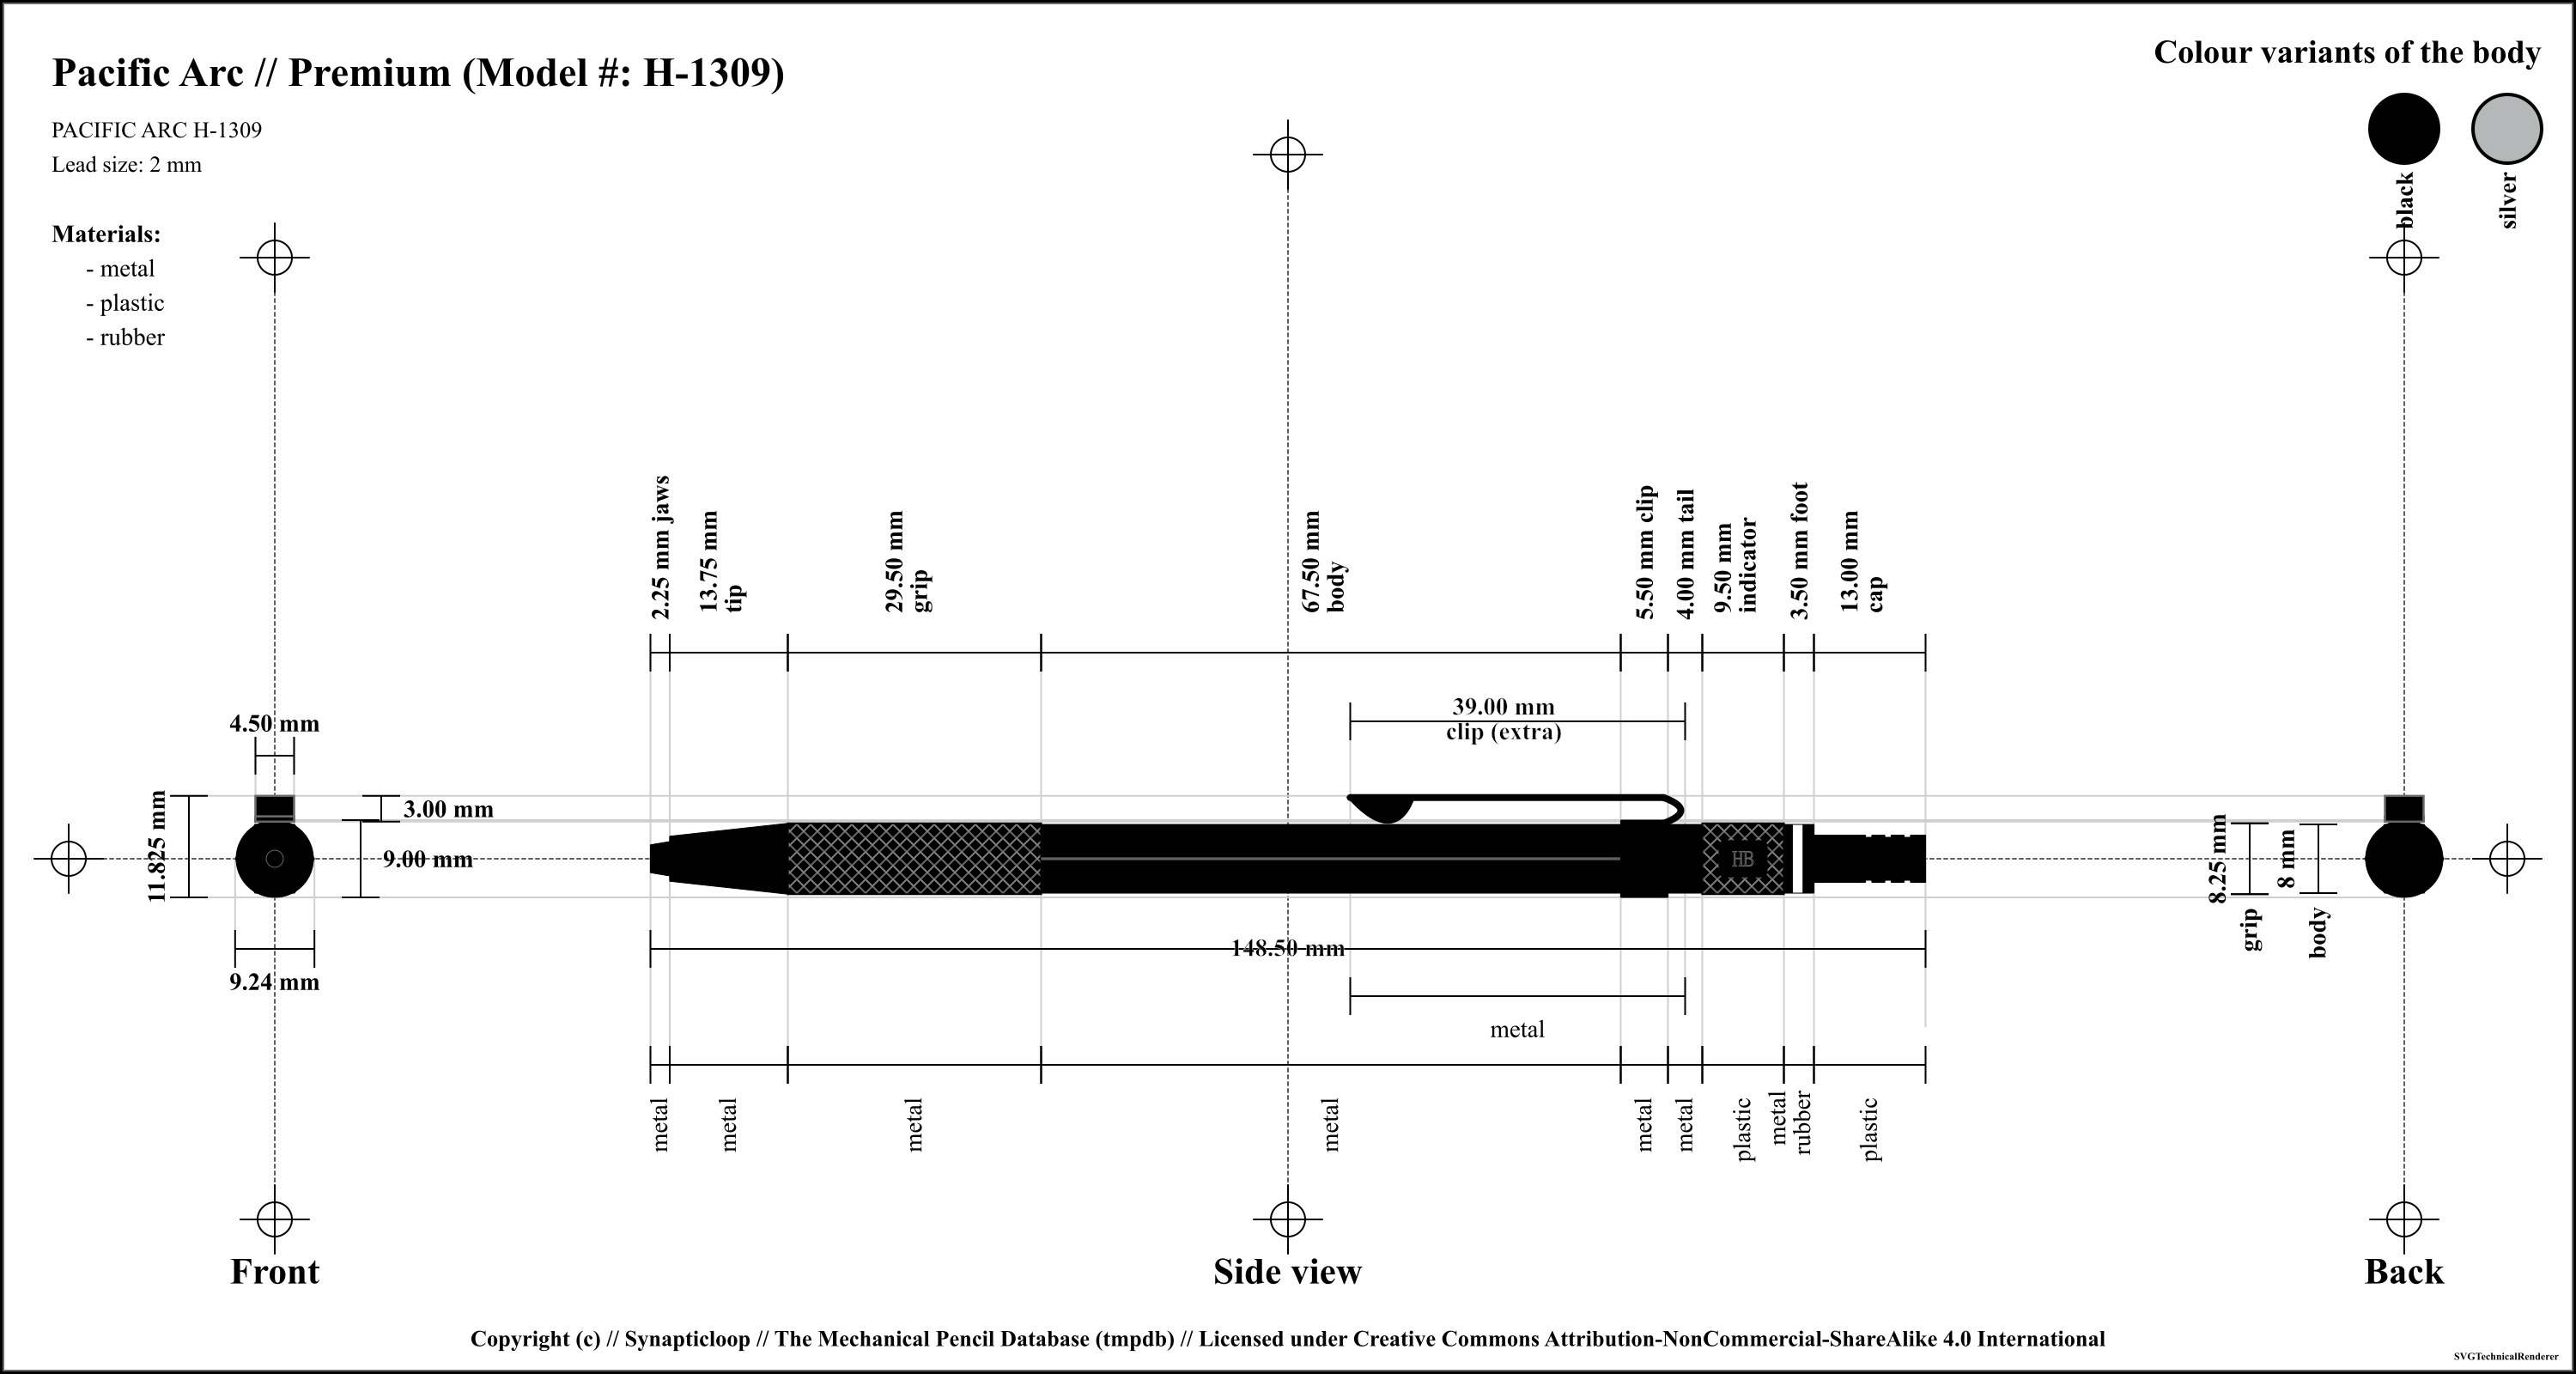 Pacific Arc // Premium (Model #: H-1309)
PACIFIC ARC H-1309
Lead size: 2 mm
Materials:
- metal
- plastic
- rubber
Colour variants of the body
black
silver
2.25 mm jaws
13.75 mm
tip
29.50 mm
grip
67.50 mm
body
5.50 mm clip
4.00 mm tail
9.50 mm
indicator
3.50 mm foot
13.00 mm
cap
39.00 mm
clip (extra)
4.50 mm
3.00 mm
11.825 mm
9.00 mm
9.24 mm
HB
8.25 mm
grip
8 mm
body
148.50 mm
metal
metal
metal
metal
metal
metal
metal
plastic
metal
rubber
plastic
Front
Side view
Back
Copyright (c) // Synapticloop // The Mechanical Pencil Database (tmpdb) // Licensed under Creative Commons Attribution-NonCommercial-ShareAlike 4.0 International
SVGTechnicalRenderer